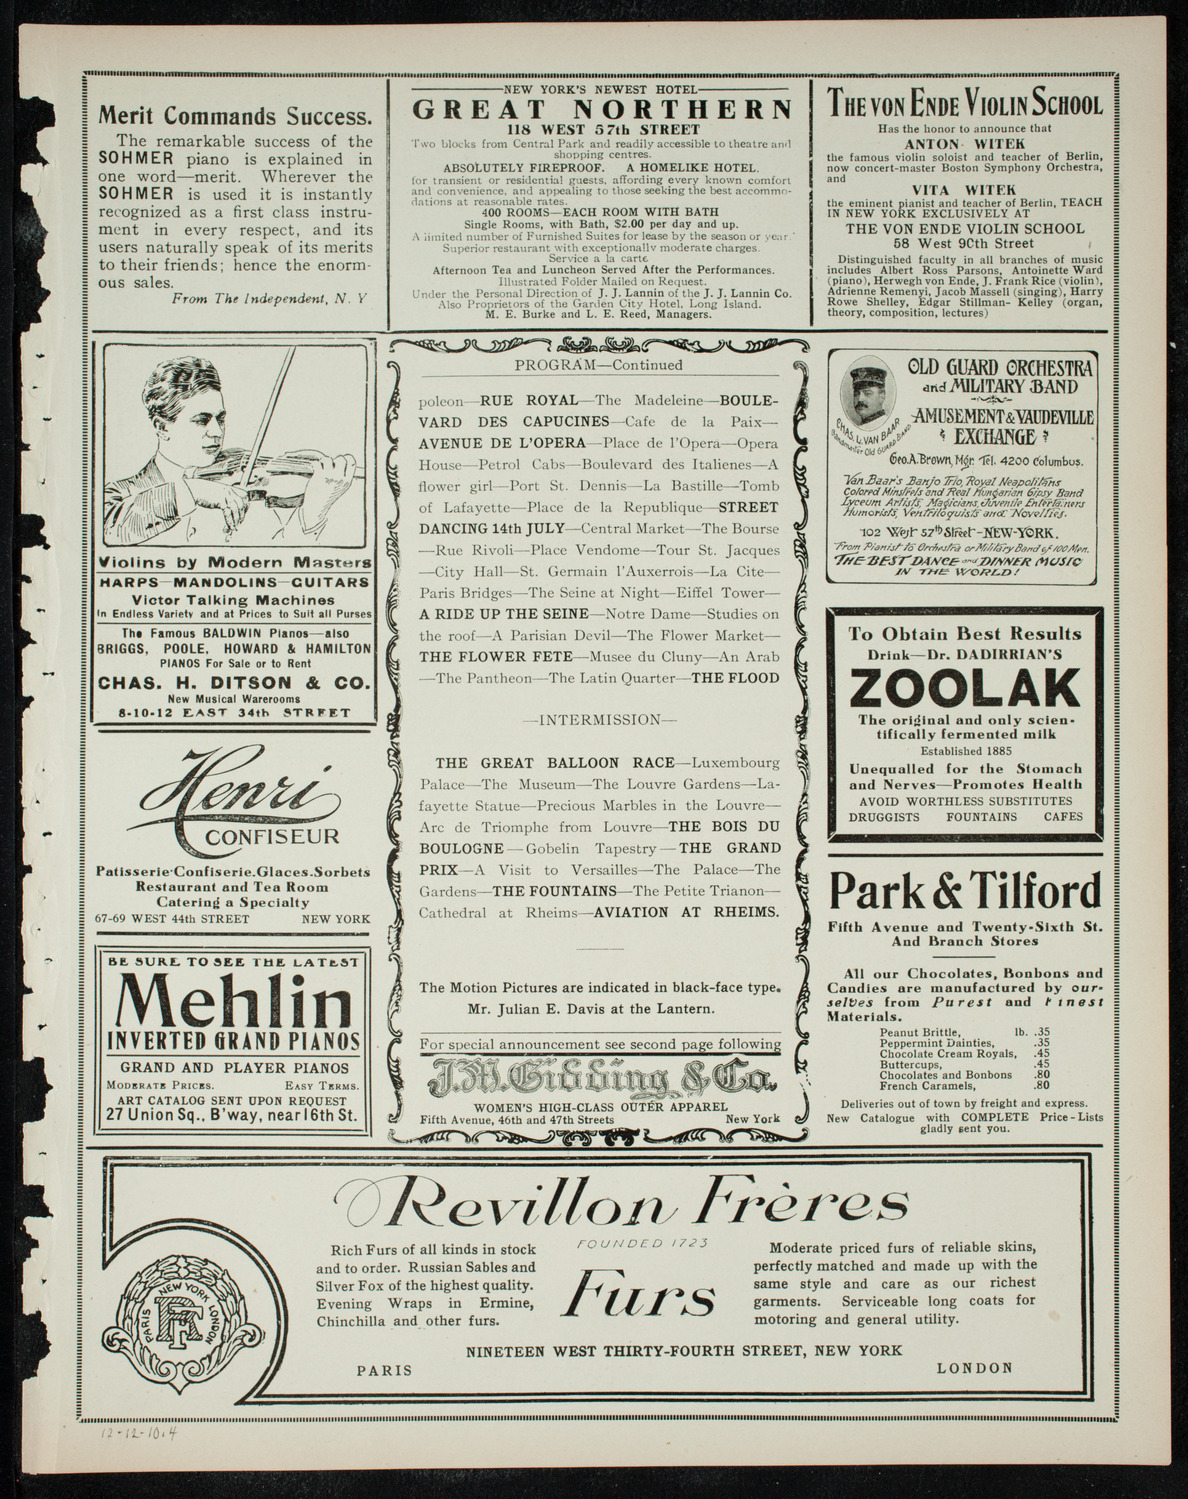 Merit Commands Success.
The remarkable success of the
SOHMER piano is explained in
one word—merit. Wherever the
SOHMER is used it is instantly
recognized as a first class instru-
ment in every respect, and its
users naturally speak of its merits
to their friends; hence the enorm-
ous sales.
From The Independent, N. Y
NEW YORK'S NEWEST HOTEL
GREAT NORTHERN
118 WEST 57th STREET
Two blocks from Central Park and readily accessible to theatre and
shopping centres.
ABSOLUTELY FIREPROOF. A HOMELIKE HOTEL.
for transient or residential guests, affording every known comfort
and convenience, and appealing to those seeking the best accommo-
dations at reasonable rates.
400 ROOMS—EACH ROOM WITH BATH
Single Rooms, with Bath, $2.00 per day and up.
A limited number of Furnished Suites for lease by the season or year.
Superior restaurant with exceptionally moderate charges.
Service a la carte
Afternoon Tea and Luncheon Served After the Performances.
Illustrated Folder Mailed on Request.
Under the Personal Direction of J. J. Lannin of the J. J. Lannin Co.
Also Proprietors of the Garden City Hotel, Long Island.
M. E. Burke and L. E. Reed, Managers.
THE VON ENDE VIOLIN SCHOOL
Has the honor to announce that
ANTON WITEK
the famous violin soloist and teacher of Berlin,
now concert-master Boston Symphony Orchestra,
and
VITA WITEK
the eminent pianist and teacher of Berlin, TEACH
IN NEW YORK EXCLUSIVELY AT
THE VON ENDE VIOLIN SCHOOL
58 West 90th Street
Distinguished faculty in all branches of music
includes Albert Ross Parsons, Antoinette Ward
(piano), Herwegh von Ende, J. Frank Rice (violin),
Adrienne Remenyi, Jacob Massell (singing), Harry
Rowe Shelley, Edgar Stillman- Kelley (organ,
theory, composition, lectures)
Violins by Modern Masters
HARPS—MANDOLINS—GUITARS
Victor Talking Machines
In Endless Variety and at Prices to Suit all Purses
The Famous BALDWIN Pianos—also
BRIGGS, POOLE, HOWARD & HAMILTON
PIANOS For Sale or to Rent
CHAS. H. DITSON & CO.
New Musical Warerooms
8-10-12 EAST 34th STREET
Henri
CONFISEUR
Patisserie·Confiserie.Glaces.Sorbets
Restaurant and Tea Room
Catering a Specialty
67-69 WEST 44th STREET NEW YORK
BE SURE TO SEE THE LATEST
Mehlin
INVERTED GRAND PIANOS
GRAND AND PLAYER PIANOS
MODERATE PRICES. EASY TERMS.
ART CATALOG SENT UPON REQUEST
27 Union Sq., B'way, near 16th St.
PROGRAM—Continued
poleon—RUE ROYAL—The Madeleine—BOULE-
VARD DES CAPUCINES—Cafe de la Paix—
AVENUE DE L'OPERA—Place de l'Opera—Opera
House—Petrol Cabs—Boulevard des Italienes—A
flower girl—Port St. Dennis—La Bastille—Tomb
of Lafayette—Place de la Republique—STREET
DANCING 14th JULY—Central Market—The Bourse
—Rue Rivoli—Place Vendome—Tour St. Jacques
—City Hall—St. Germain l'Auxerrois—La Cite—
Paris Bridges—The Seine at Night—Eiffel Tower—
A RIDE UP THE SEINE—Notre Dame—Studies on
the roof—A Parisian Devil—The Flower Market—
THE FLOWER FETE—Musee du Cluny—An Arab
—The Pantheon—The Latin Quarter—THE FLOOD
—INTERMISSION—
THE GREAT BALLOON RACE—Luxembourg
Palace—The Museum—The Louvre Gardens—La-
fayette Statue—Precious Marbles in the Louvre—
Arc de Triomphe from Louvre—THE BOIS DU
BOULOGNE—Gobelin Tapestry—THE GRAND
PRIX—A Visit to Versailles—The Palace—The
Gardens—THE FOUNTAINS—The Petite Trianon—
Cathedral at Rheims—AVIATION AT RHEIMS.
The Motion Pictures are indicated in black-face type.
Mr. Julian E. Davis at the Lantern.
For special announcement see second page following
J.M. Gidding & Co.
WOMEN'S HIGH-CLASS OUTER APPAREL
Fifth Avenue, 46th and 47th Streets New York
OLD GUARD ORCHESTRA
and MILITARY BAND
AMUSEMENT & VAUDEVILLE
EXCHANGE
CHAS. L. VAN BAAR
Bandmaster Old GUARD BAND
Geo. A. Brown, Mgr. Tel. 4200 Columbus.
Van Baar's Banjo Trio, Royal Neapolitans
Colored Minstrels and Real Hungarian Gipsy Band
Lyceum Artists, Magicians, Juvenile Entertainers
Humorists, Ventriloquists and Novelties.
102 West 57th Street-NEW-YORK.
"From Pianist to Orchestra or Military Band of 100 Men.
THE BEST DANCE and DINNER MUSIC
IN THE WORLD!
To Obtain Best Results
Drink—Dr. DADIRRIAN'S
ZOOLAK
The original and only scien-
tifically fermented milk
Established 1885
Unequalled for the Stomach
and Nerves—Promotes Health
AVOID WORTHLESS SUBSTITUTES
DRUGGISTS FOUNTAINS CAFES
Park & Tilford
Fifth Avenue and Twenty-Sixth St.
And Branch Stores
All our Chocolates, Bonbons and
Candies are manufactured by our-
selves from Purest and Finest
Materials.
Peanut Brittle, lb. .35
Peppermint Dainties, .35
Chocolate Cream Royals, .45
Buttercups, .45
Chocolates and Bonbons .80
French Caramels, .80
Deliveries out of town by freight and express.
New Catalogue with COMPLETE Price-Lists
gladly sent you.
Revillon Frères
FOUNDED 1723
Furs
Rich Furs of all kinds in stock
and to order. Russian Sables and
Silver Fox of the highest quality.
Evening Wraps in Ermine,
Chinchilla and other furs.
Moderate priced furs of reliable skins,
perfectly matched and made up with the
same style and care as our richest
garments. Serviceable long coats for
motoring and general utility.
NINETEEN WEST THIRTY-FOURTH STREET, NEW YORK
PARIS LONDON
PARIS NEW YORK LONDON
RF
12-12-10.4